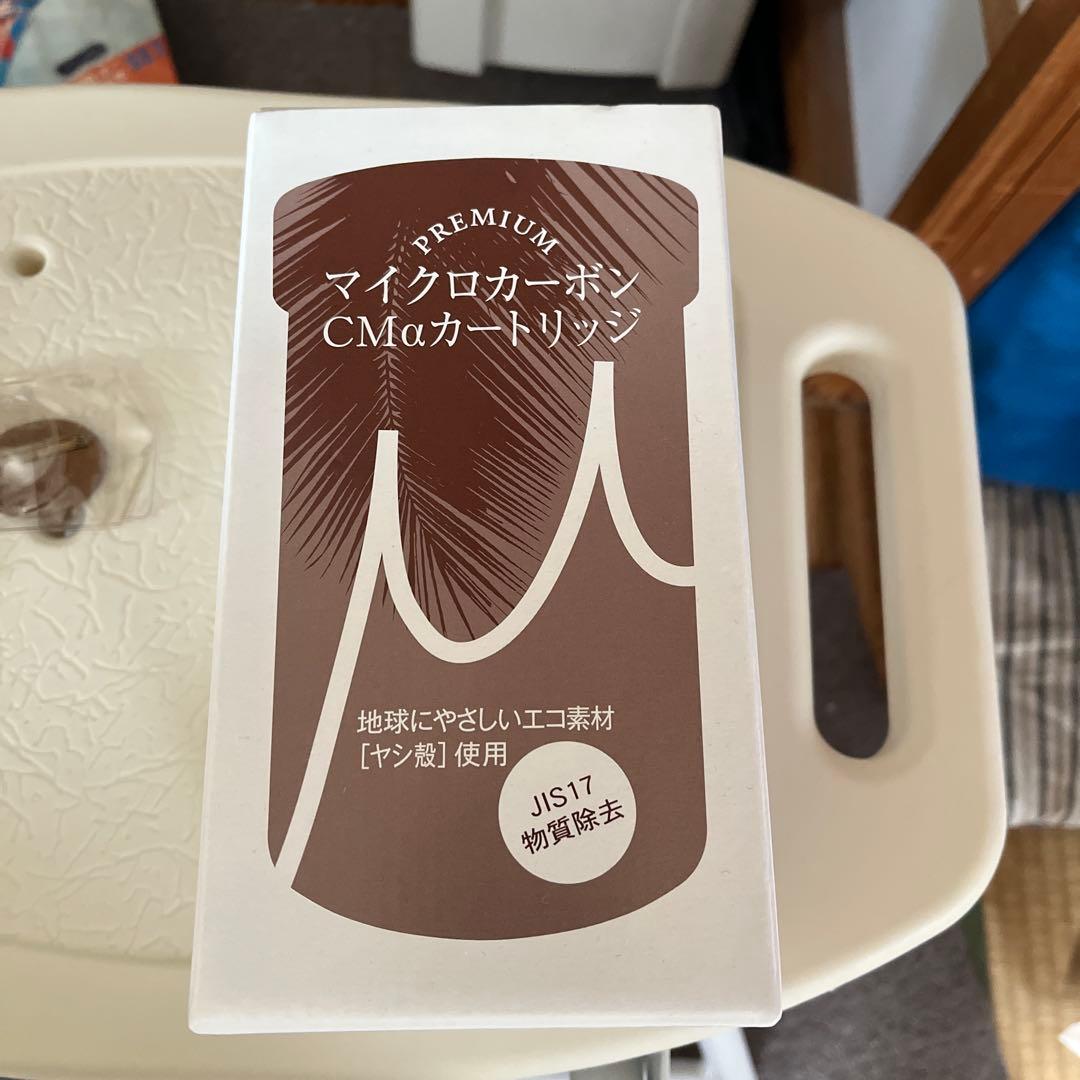 PREMIUM
マイクロカーボン
CMαカートリッジ
μ
地球にやさしいエコ素材
[ヤシ殻] 使用
JIS17
物質除去